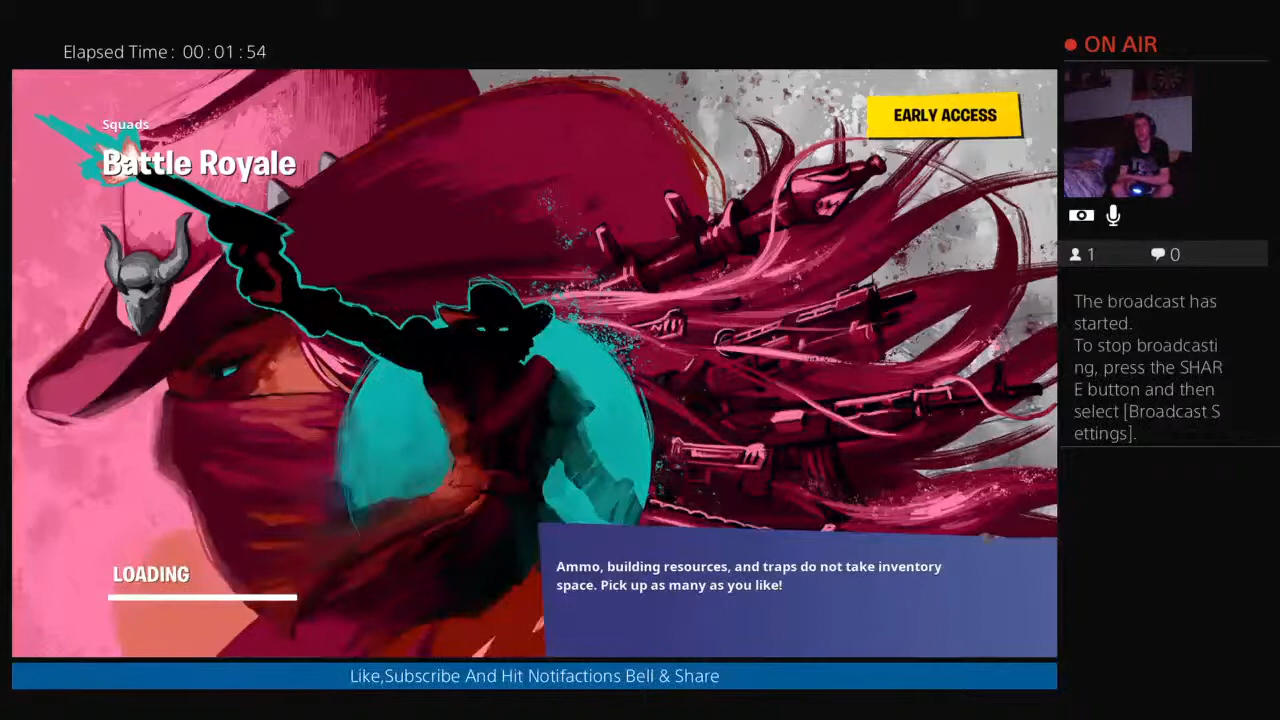 Elapsed Time: 00:01:54
ON AIR
Squads
Battle Royale
EARLY ACCESS
1
0
The broadcast has
started.
To stop broadcasti
ng, press the SHAR
E button and then
select [Broadcast S
ettings].
LOADING
Ammo, building resources, and traps do not take inventory
space. Pick up as many as you like!
Like,Subscribe And Hit Notifactions Bell & Share